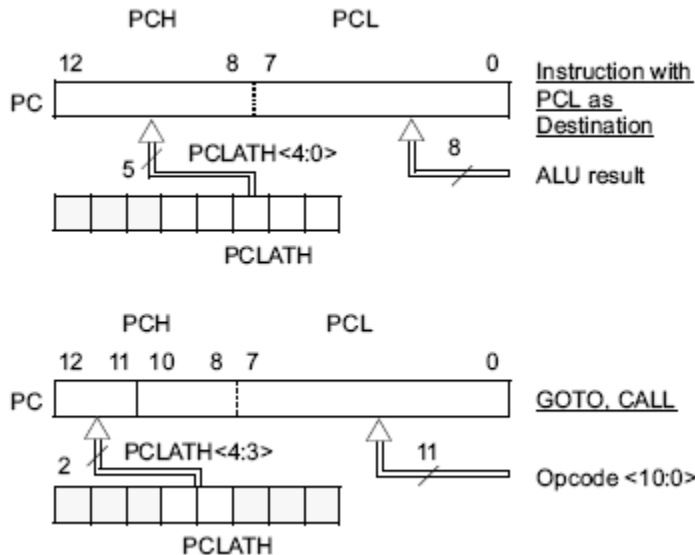 PCH PCL
12 8 7 0
PC
Instruction with
PCL as
Destination
5 PCLATH<4:0> 8
ALU result
PCLATH
PCH PCL
12 11 10 8 7 0
PC GOTO, CALL
2 PCLATH<4:3> 11
Opcode <10:0>
PCLATH